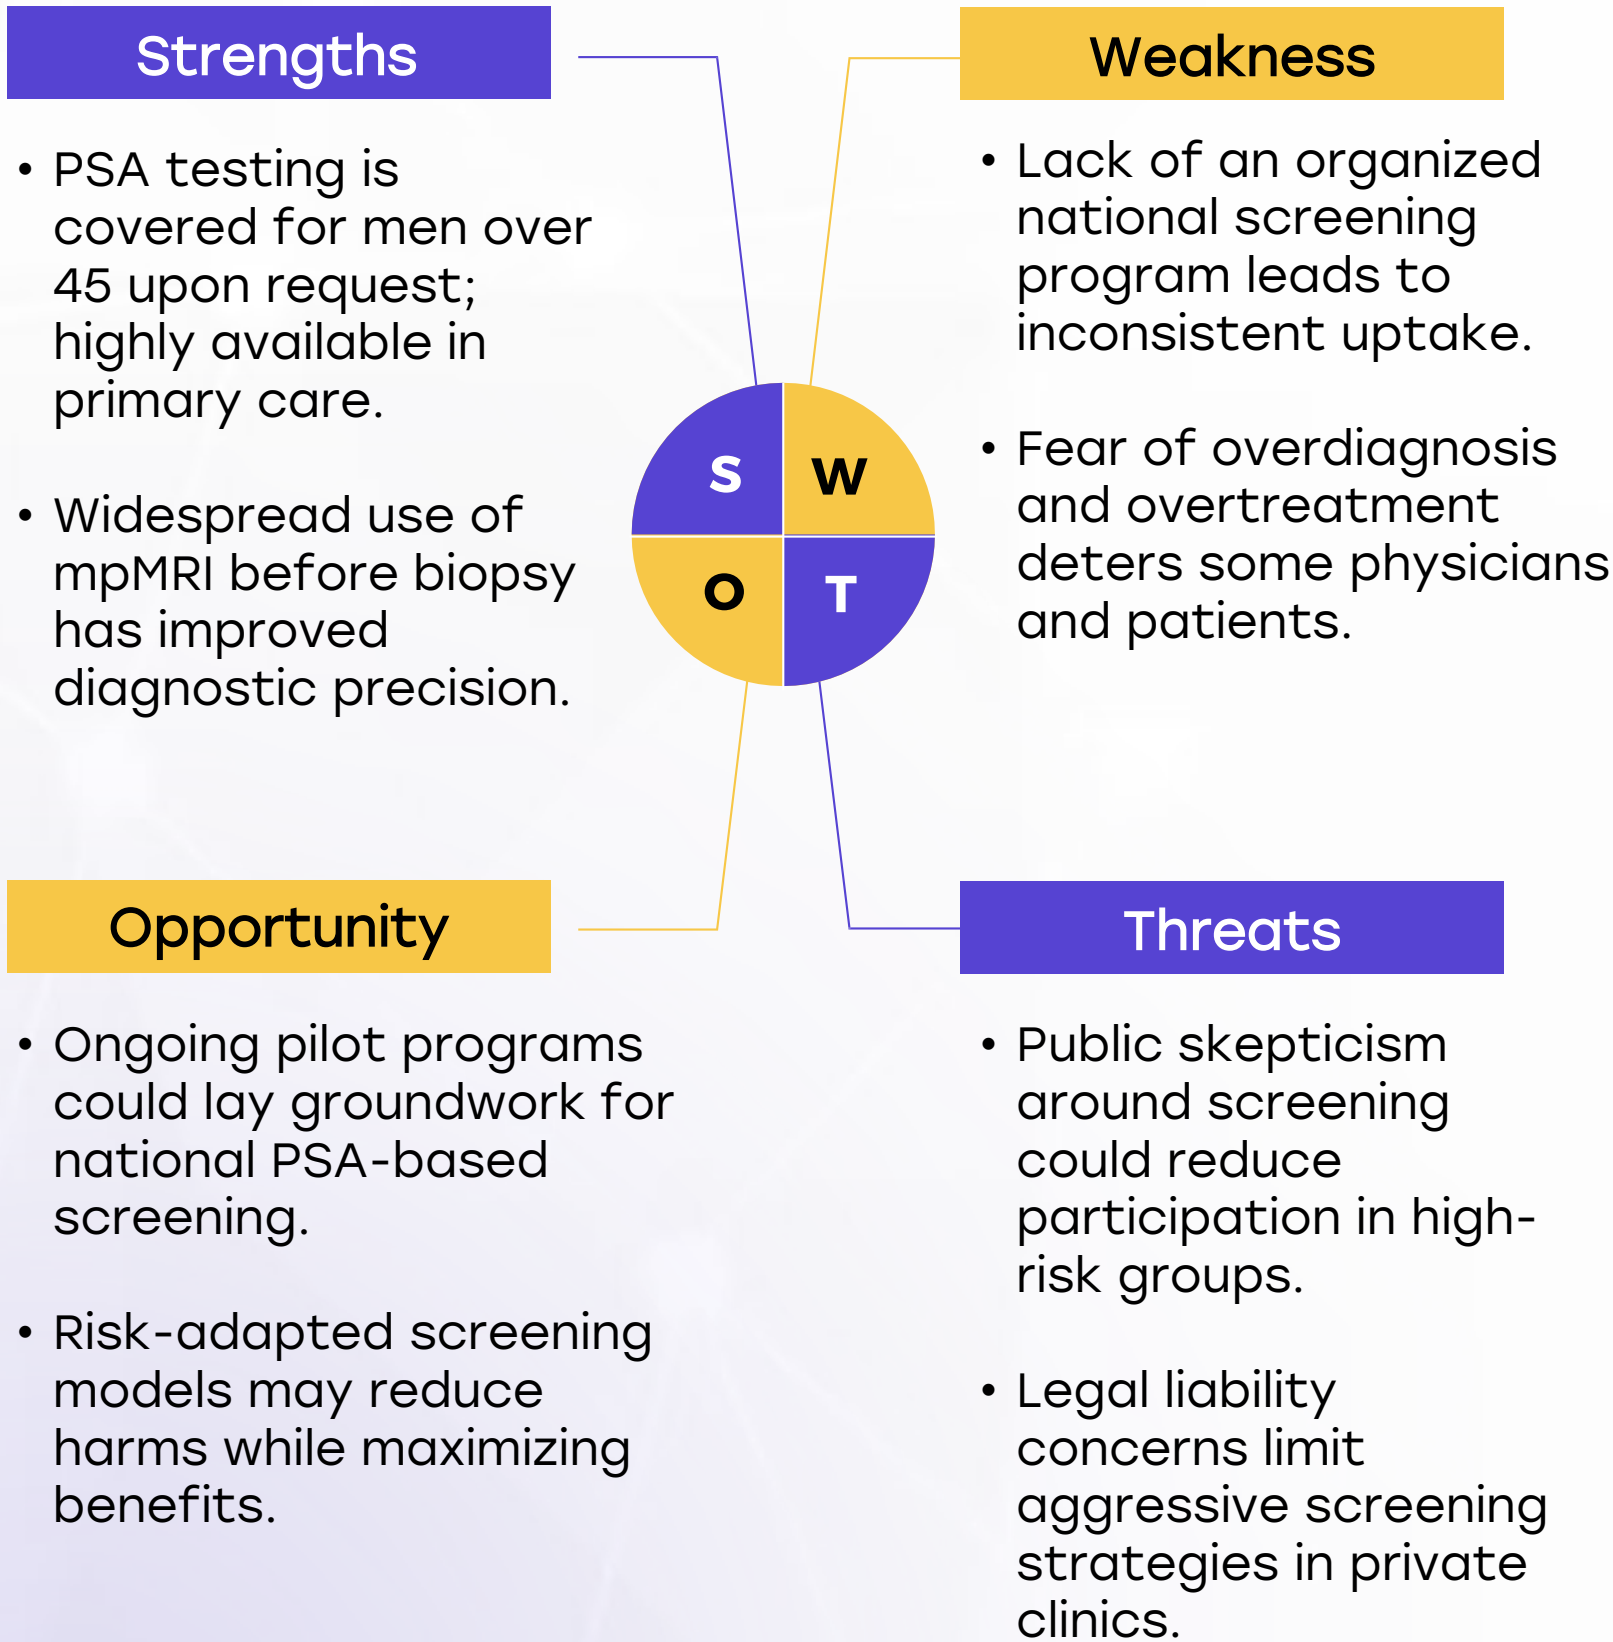 Strengths
• PSA testing is
covered for men over
45 upon request;
highly available in
primary care.
• Widespread use of
mpMRI before biopsy
has improved
diagnostic precision.
Weakness
• Lack of an organized
national screening
program leads to
inconsistent uptake.
• Fear of overdiagnosis
and overtreatment
deters some physicians
and patients.
S W
O T
Opportunity
• Ongoing pilot programs
could lay groundwork for
national PSA-based
screening.
• Risk-adapted screening
models may reduce
harms while maximizing
benefits.
Threats
• Public skepticism
around screening
could reduce
participation in high-
risk groups.
• Legal liability
concerns limit
aggressive screening
strategies in private
clinics.